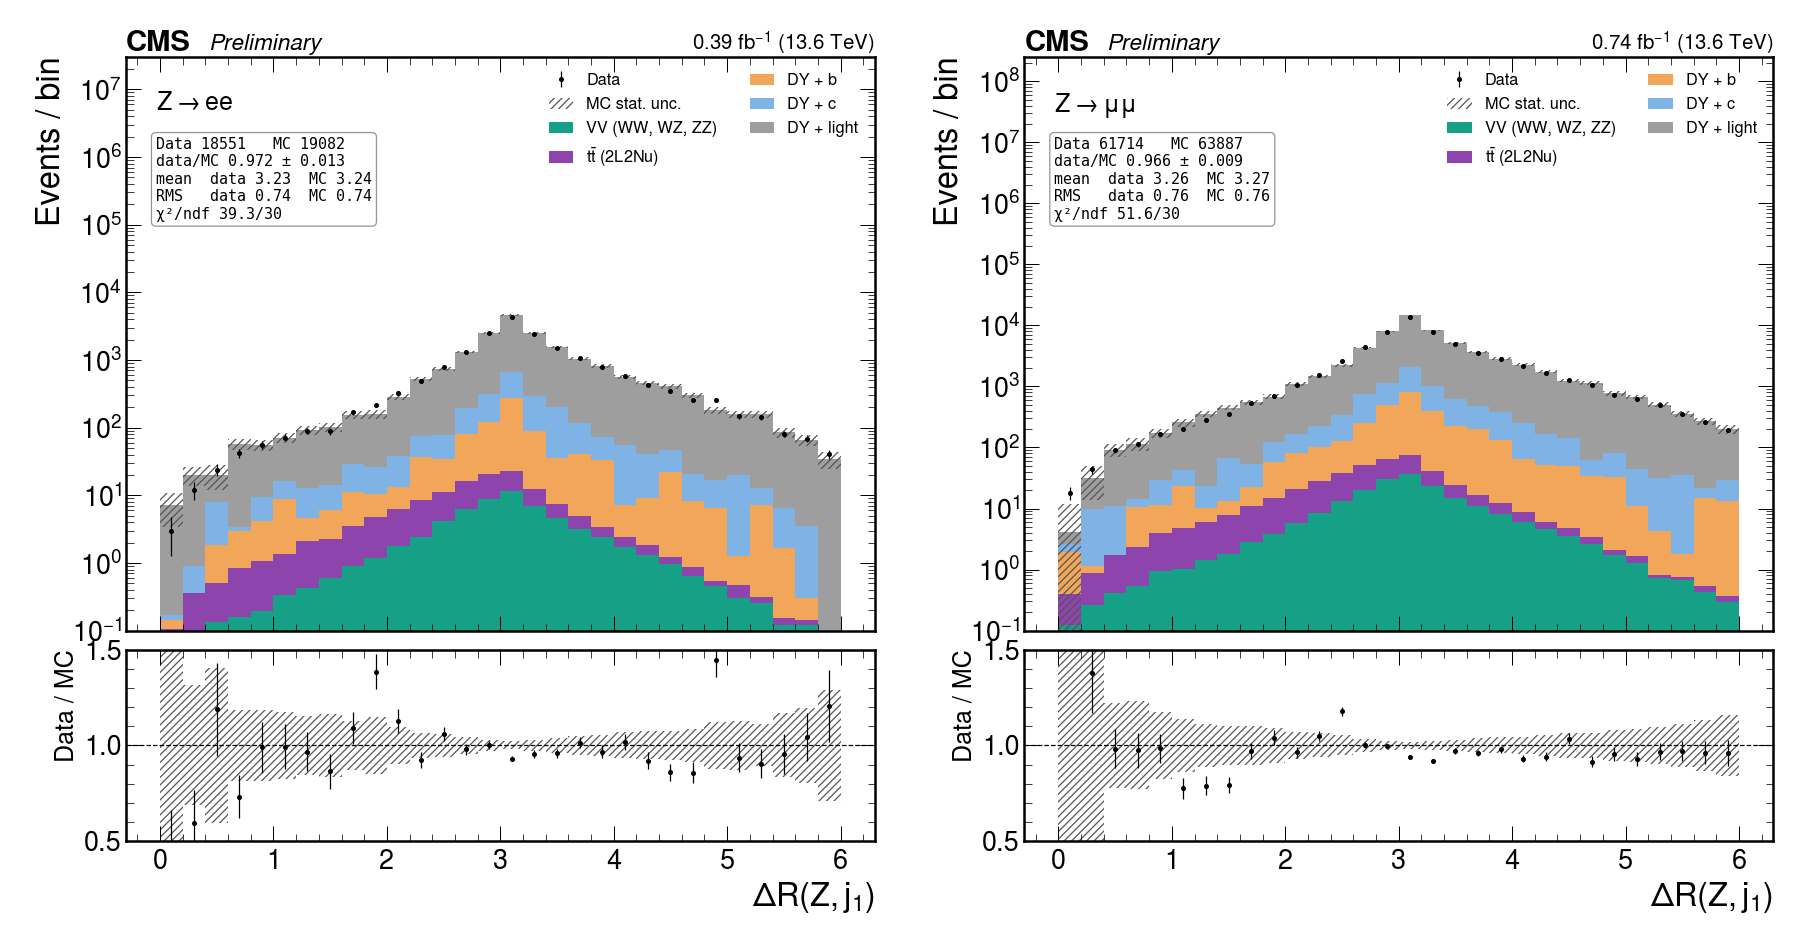 CMS Preliminary 0.39 fb⁻¹ (13.6 TeV)
Events / bin
10⁷
10⁶
10⁵
10⁴
10³
10²
10¹
10⁰
10⁻¹
Z → ee
Data 18551 MC 19082
data/MC 0.972 ± 0.013
mean data 3.23 MC 3.24
RMS data 0.74 MC 0.74
χ²/ndf 39.3/30
Data
MC stat. unc.
VV (WW, WZ, ZZ)
tt̄ (2L2Nu)
DY + b
DY + c
DY + light
Data / MC
1.5
1.0
0.5
0 1 2 3 4 5 6
ΔR(Z, j₁)
CMS Preliminary 0.74 fb⁻¹ (13.6 TeV)
Events / bin
10⁸
10⁷
10⁶
10⁵
10⁴
10³
10²
10¹
10⁰
10⁻¹
Z → μμ
Data 61714 MC 63887
data/MC 0.966 ± 0.009
mean data 3.26 MC 3.27
RMS data 0.76 MC 0.76
χ²/ndf 51.6/30
Data
MC stat. unc.
VV (WW, WZ, ZZ)
tt̄ (2L2Nu)
DY + b
DY + c
DY + light
Data / MC
1.5
1.0
0.5
0 1 2 3 4 5 6
ΔR(Z, j₁)